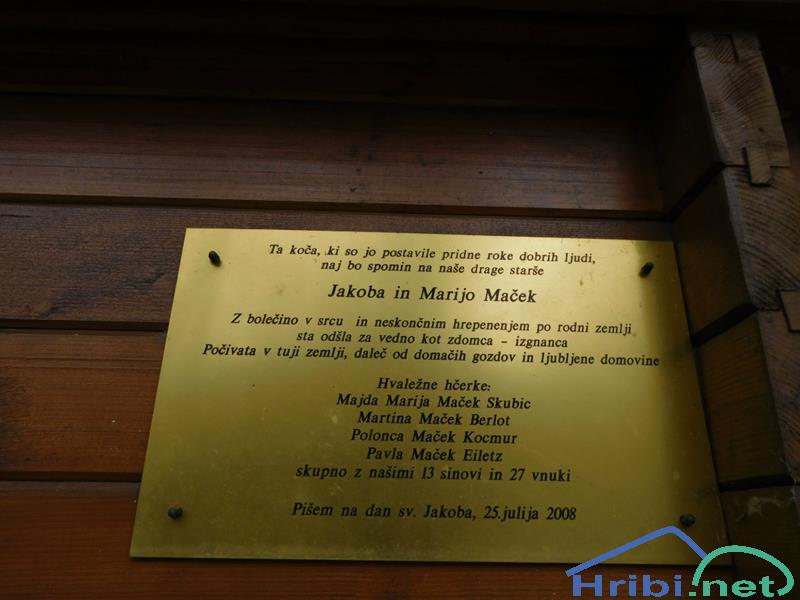 Ta koča, ki so jo postavile pridne roke dobrih ljudi,
naj bo spomin na naše drage starše
Jakoba in Marijo Maček
Z bolečino v srcu in neskončnim hrepenenjem po rodni zemlji
sta odšla za vedno kot zdomca - izgnanca
Počivata v tuji zemlji, daleč od domačih gozdov in ljubljene domovine
Hvaležne hčerke:
Majda Marija Maček Skubic
Martina Maček Berlot
Polonca Maček Kocmur
Pavla Maček Eiletz
skupno z našimi 13 sinovi in 27 vnuki
Pišem na dan sv. Jakoba, 25.julija 2008
Hribi.net